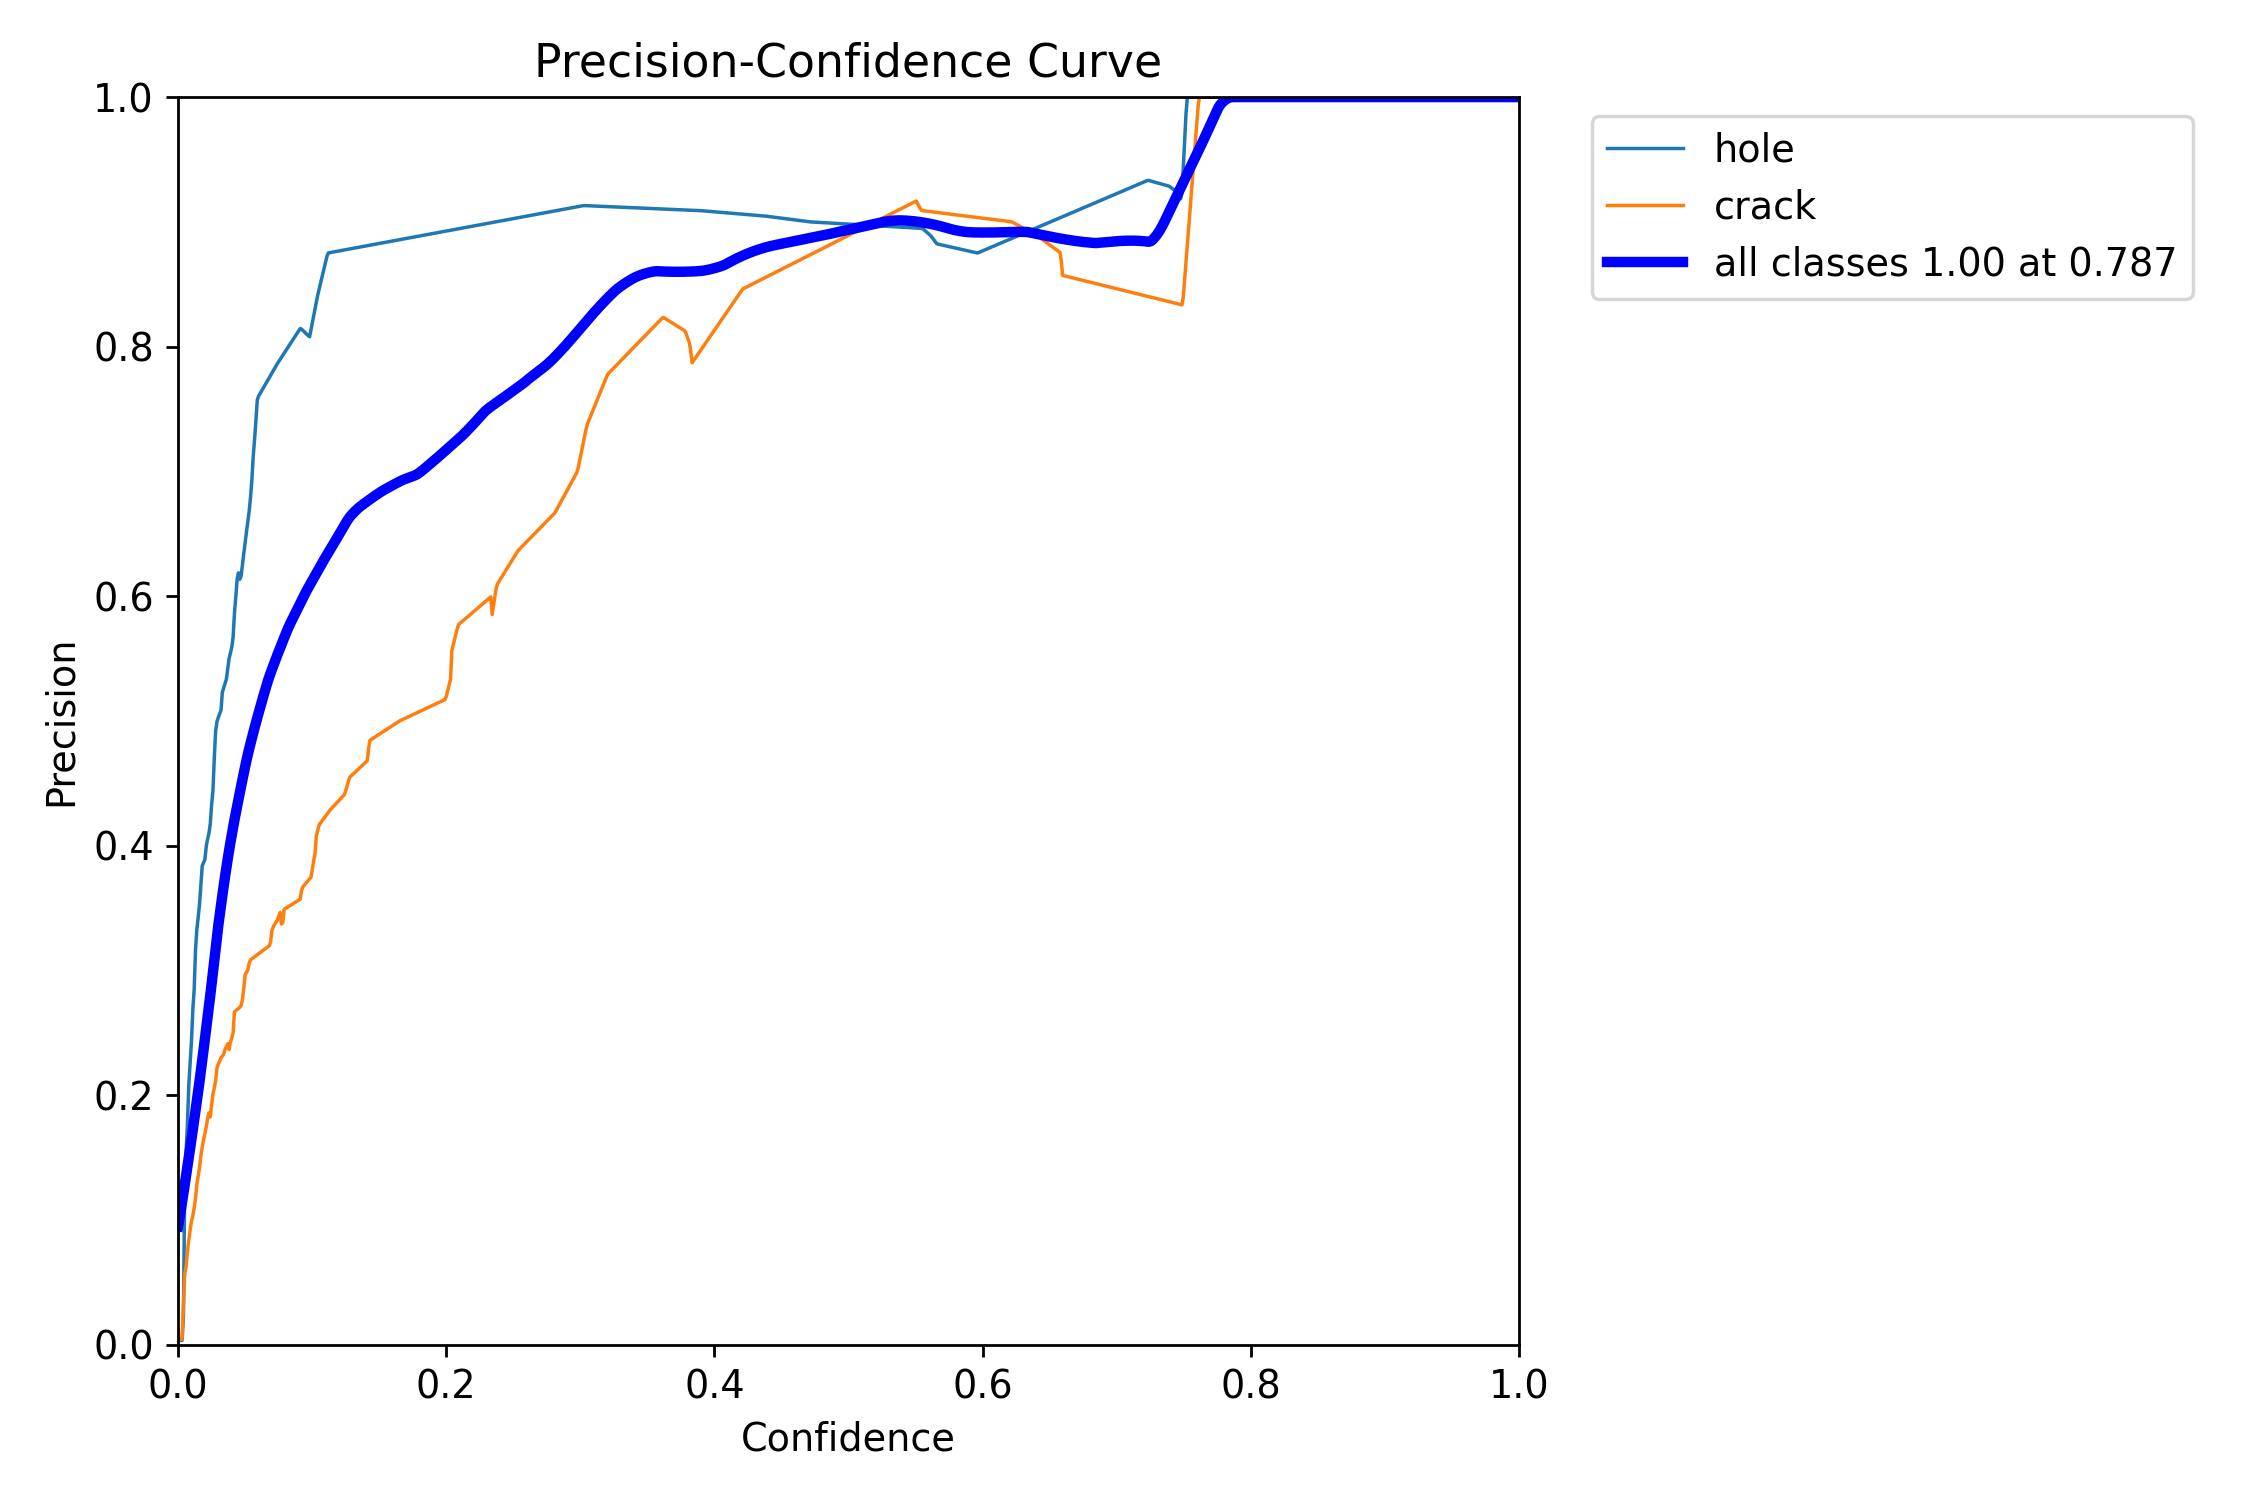 Precision-Confidence Curve
1.0
0.8
0.6
0.4
0.2
0.0
Precision
0.0 0.2 0.4 0.6 0.8 1.0
Confidence
hole
crack
all classes 1.00 at 0.787